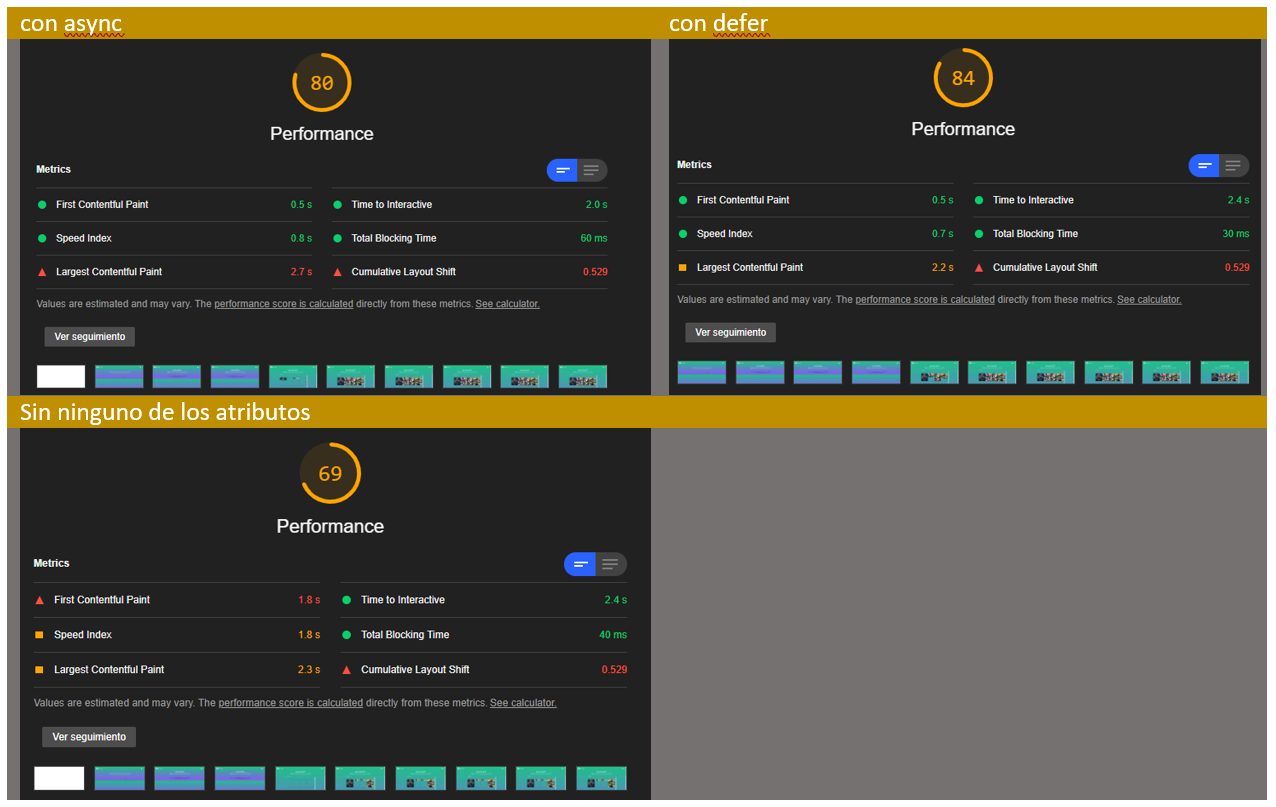 con async
80
Performance
Metrics
First Contentful Paint 0.5 s
Time to Interactive 2.0 s
Speed Index 0.8 s
Total Blocking Time 60 ms
Largest Contentful Paint 2.7 s
Cumulative Layout Shift 0.529
Values are estimated and may vary. The performance score is calculated directly from these metrics. See calculator.
Ver seguimiento
con defer
84
Performance
Metrics
First Contentful Paint 0.5 s
Time to Interactive 2.4 s
Speed Index 0.7 s
Total Blocking Time 30 ms
Largest Contentful Paint 2.2 s
Cumulative Layout Shift 0.529
Values are estimated and may vary. The performance score is calculated directly from these metrics. See calculator.
Ver seguimiento
Sin ninguno de los atributos
69
Performance
Metrics
First Contentful Paint 1.8 s
Time to Interactive 2.4 s
Speed Index 1.8 s
Total Blocking Time 40 ms
Largest Contentful Paint 2.3 s
Cumulative Layout Shift 0.529
Values are estimated and may vary. The performance score is calculated directly from these metrics. See calculator.
Ver seguimiento